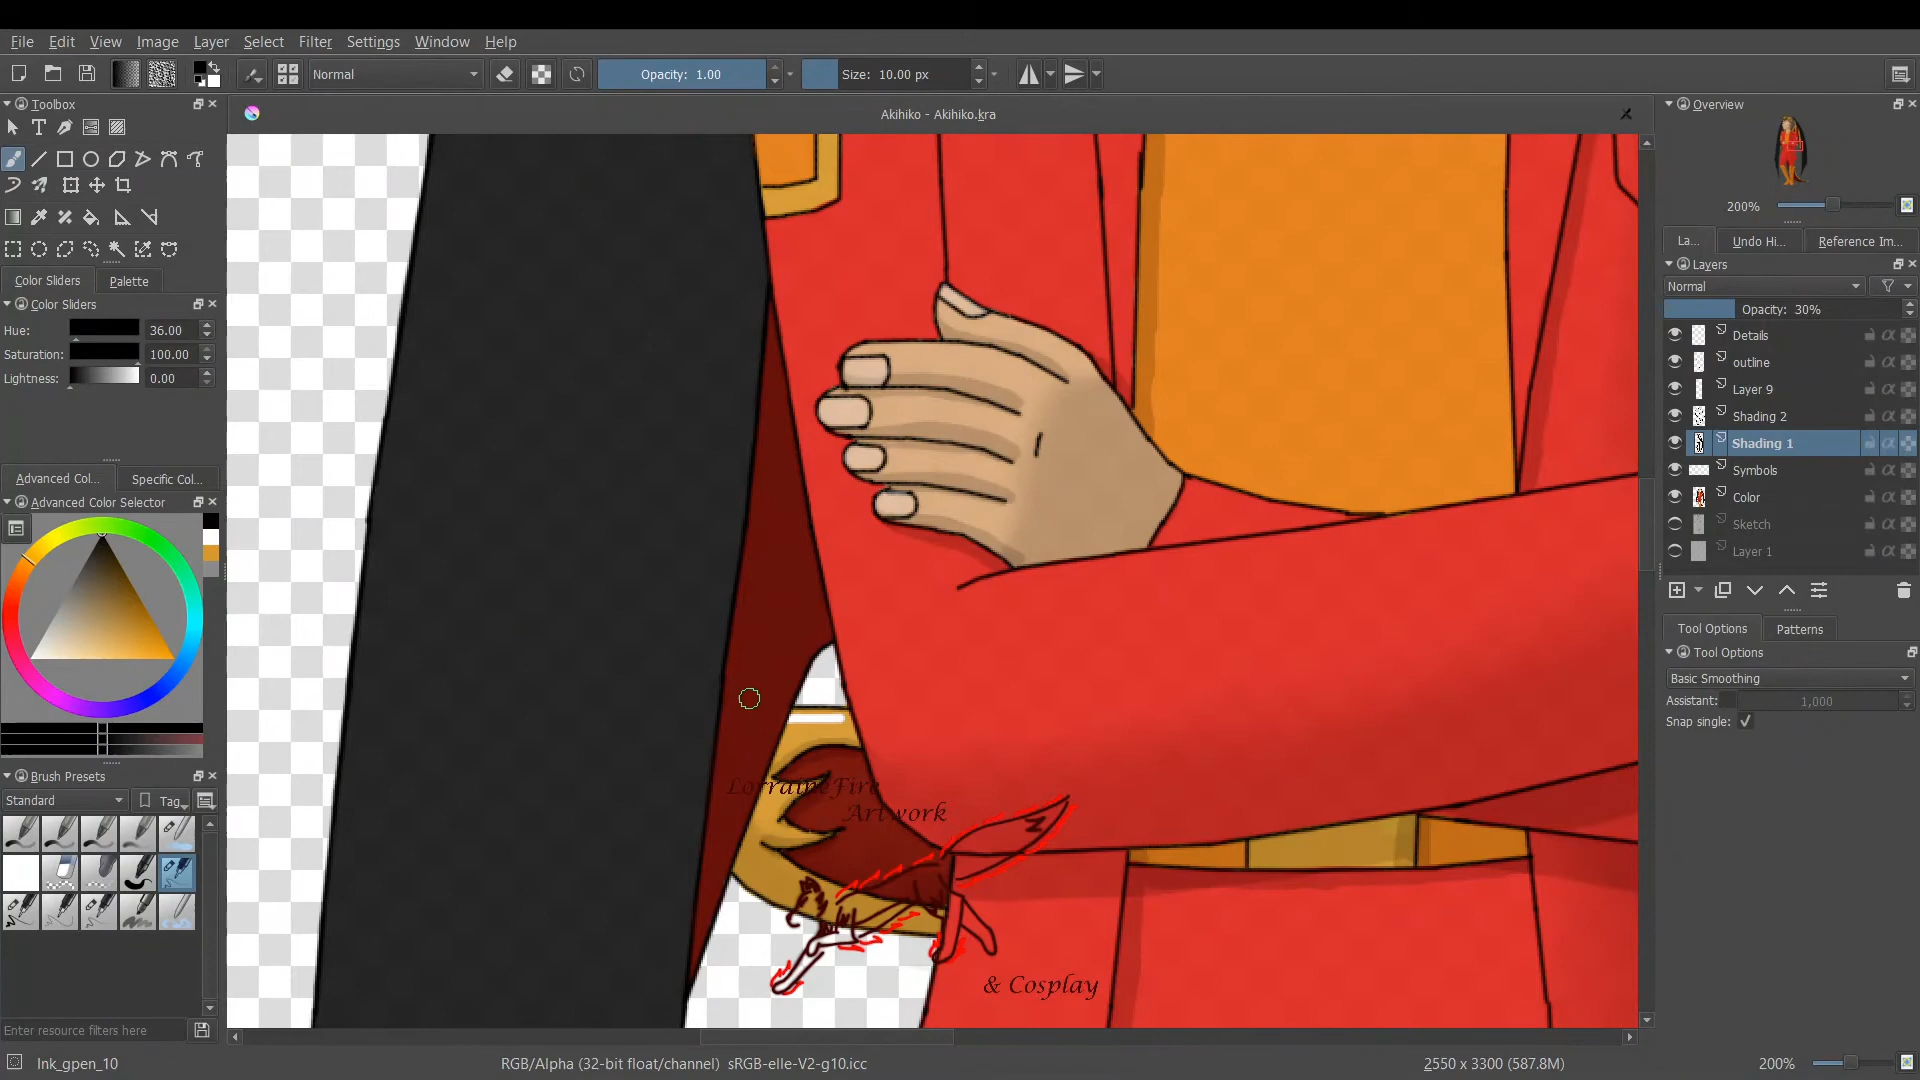 File Edit View Image Layer Select Filter Settings Window Help
Normal Opacity: 1.00 Size: 10.00 px
Toolbox
Akihiko - Akihiko.kra
Overview
200%
La... Undo Hi... Reference Im...
Layers
Normal
Opacity: 30%
Details
outline
Layer 9
Shading 2
Shading 1
Symbols
Color
Sketch
Layer 1
Tool Options Patterns
Tool Options
Basic Smoothing
Assistant: 1,000
Snap single:
Color Sliders Palette
Color Sliders
Hue: 36.00
Saturation: 100.00
Lightness: 0.00
Advanced Col... Specific Col...
Advanced Color Selector
Brush Presets
Standard Tag
Enter resource filters here
LorraineFire
Artwork
& Cosplay
Ink_gpen_10 RGB/Alpha (32-bit float/channel) sRGB-elle-V2-g10.icc 2550 x 3300 (587.8M) 200%